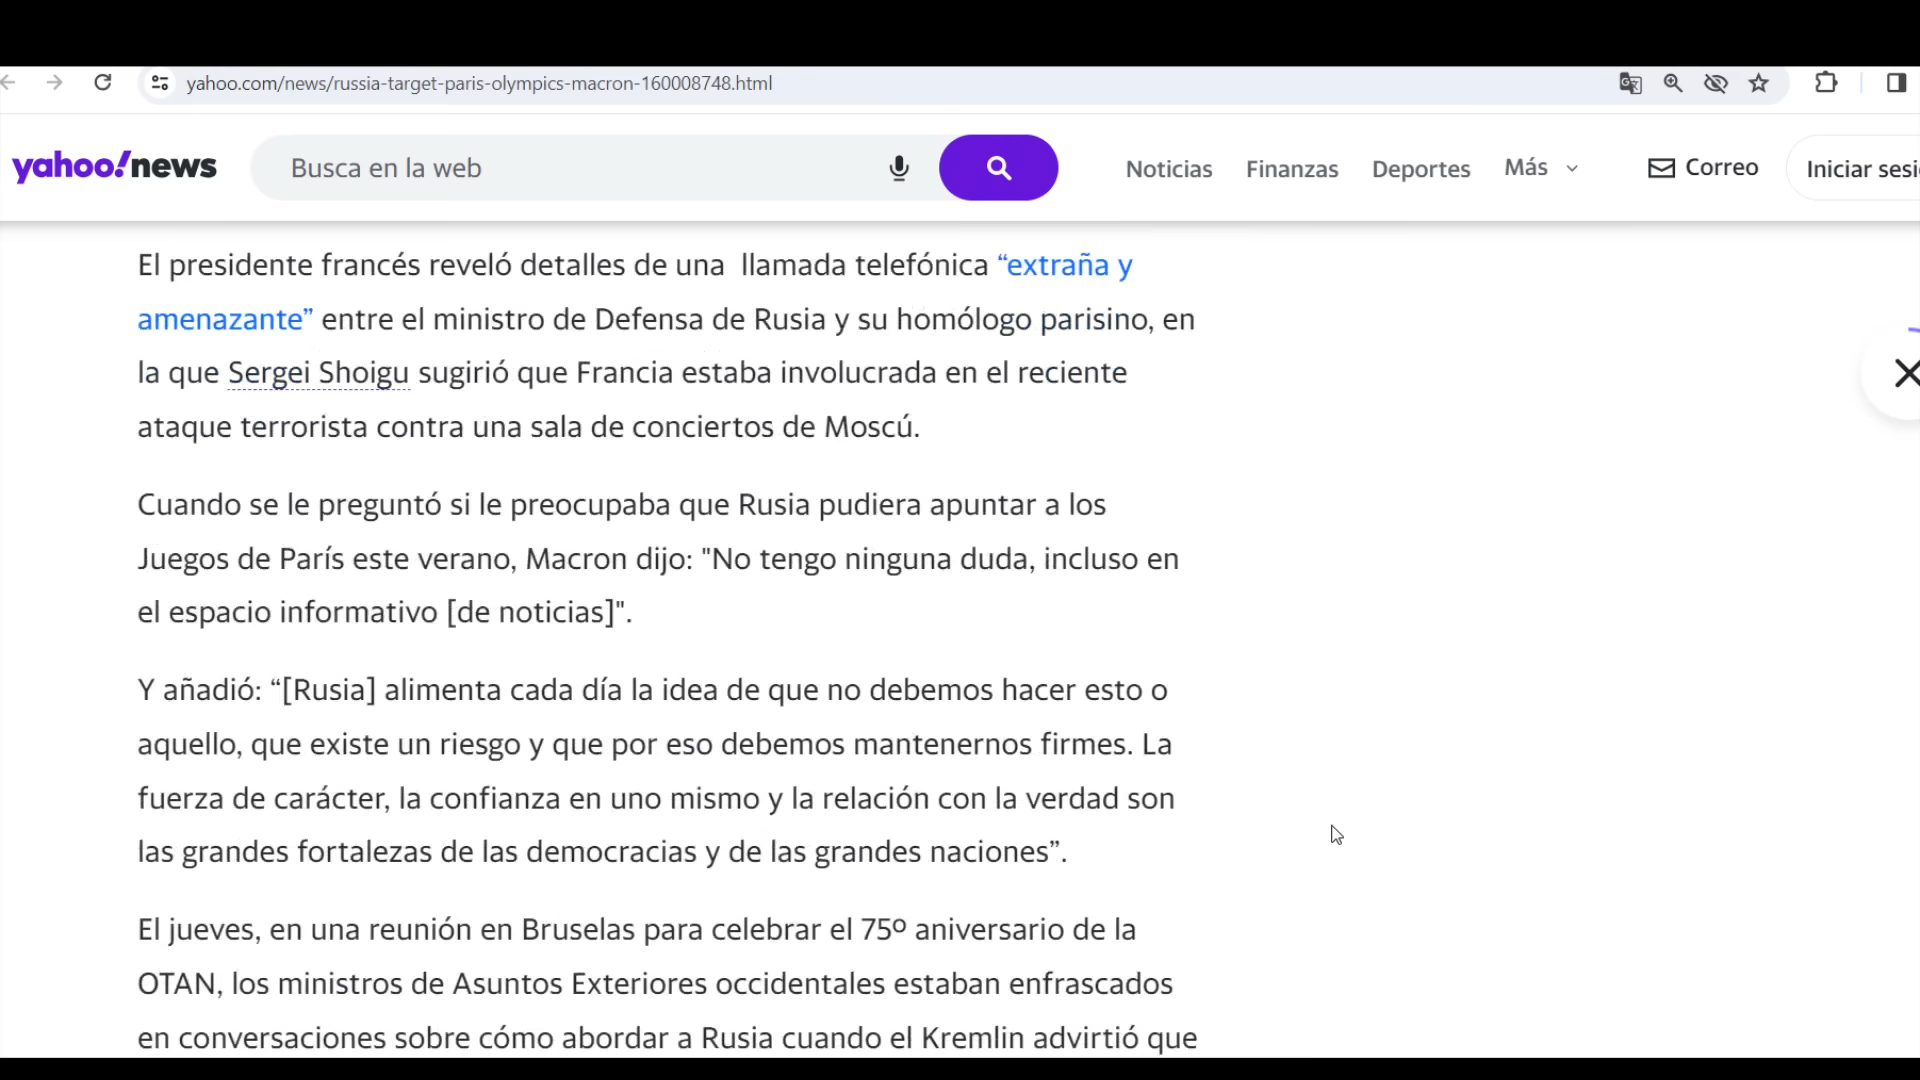 yahoo.com/news/russia-target-paris-olympics-macron-160008748.html
yahoo!news
Busca en la web
Noticias
Finanzas
Deportes
Más
Correo
Iniciar sesi
El presidente francés reveló detalles de una llamada telefónica “extraña y
amenazante” entre el ministro de Defensa de Rusia y su homólogo parisino, en
la que Sergei Shoigu sugirió que Francia estaba involucrada en el reciente
ataque terrorista contra una sala de conciertos de Moscú.
Cuando se le preguntó si le preocupaba que Rusia pudiera apuntar a los
Juegos de París este verano, Macron dijo: "No tengo ninguna duda, incluso en
el espacio informativo [de noticias]".
Y añadió: “[Rusia] alimenta cada día la idea de que no debemos hacer esto o
aquello, que existe un riesgo y que por eso debemos mantenernos firmes. La
fuerza de carácter, la confianza en uno mismo y la relación con la verdad son
las grandes fortalezas de las democracias y de las grandes naciones”.
El jueves, en una reunión en Bruselas para celebrar el 75º aniversario de la
OTAN, los ministros de Asuntos Exteriores occidentales estaban enfrascados
en conversaciones sobre cómo abordar a Rusia cuando el Kremlin advirtió que